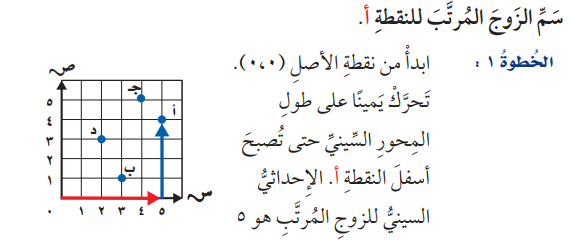 سَمِّ الزَوجَ المُرتَّبَ للنقطةِ أ.
الخُطوةُ ١ : ابدأْ من نقطةِ الأصلِ (٠،٠).
تَحرَكْ يَمينًا على طولِ
المِحورِ السِّينيِّ حتى تُصبحَ
أسفلَ النقطةِ أ. الإحداثيُّ
السينيُّ للزوجِ المُرتَّبِ هو ٥
ص
جـ
٥
أ
٤
د
٣
٢
ب
١
س
٠ ١ ٢ ٣ ٤ ٥